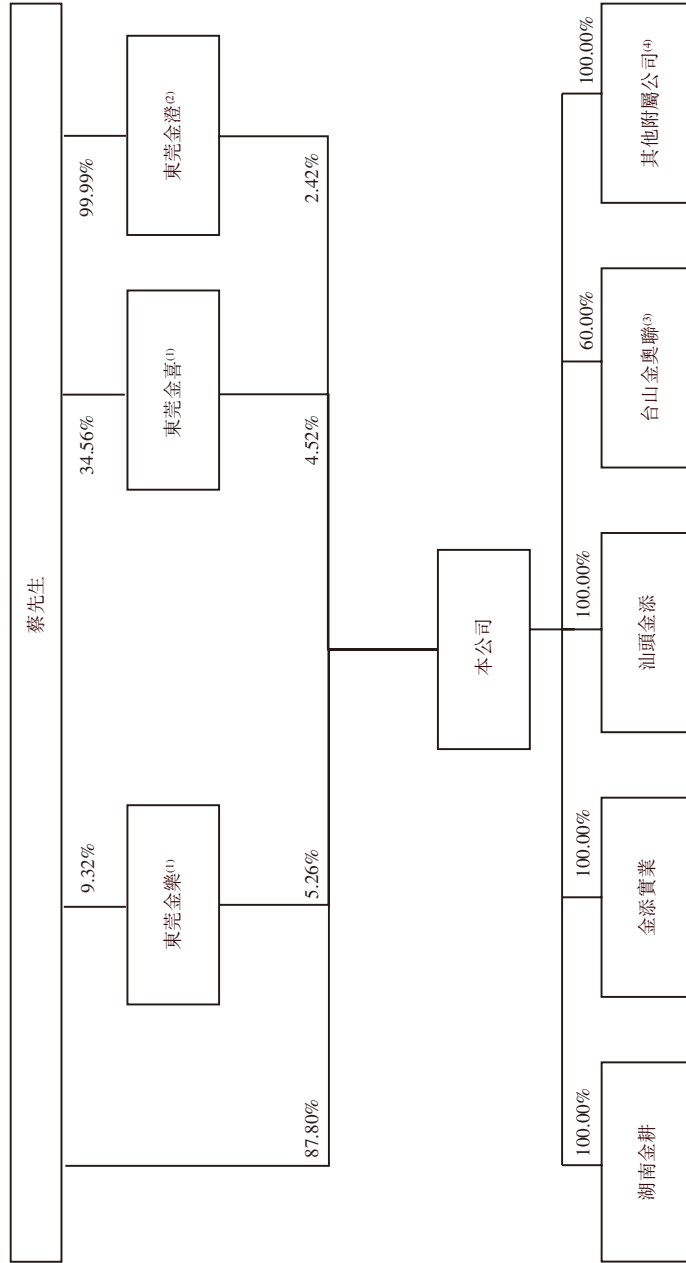 蔡先生
9.32%
34.56%
99.99%
東莞金樂(1)
東莞金喜(1)
東莞金澄(2)
87.80%
5.26%
4.52%
2.42%
本公司
100.00%
100.00%
100.00%
60.00%
100.00%
湖南金耕
金添實業
汕頭金添
台山金奧聯(3)
其他附屬公司(4)